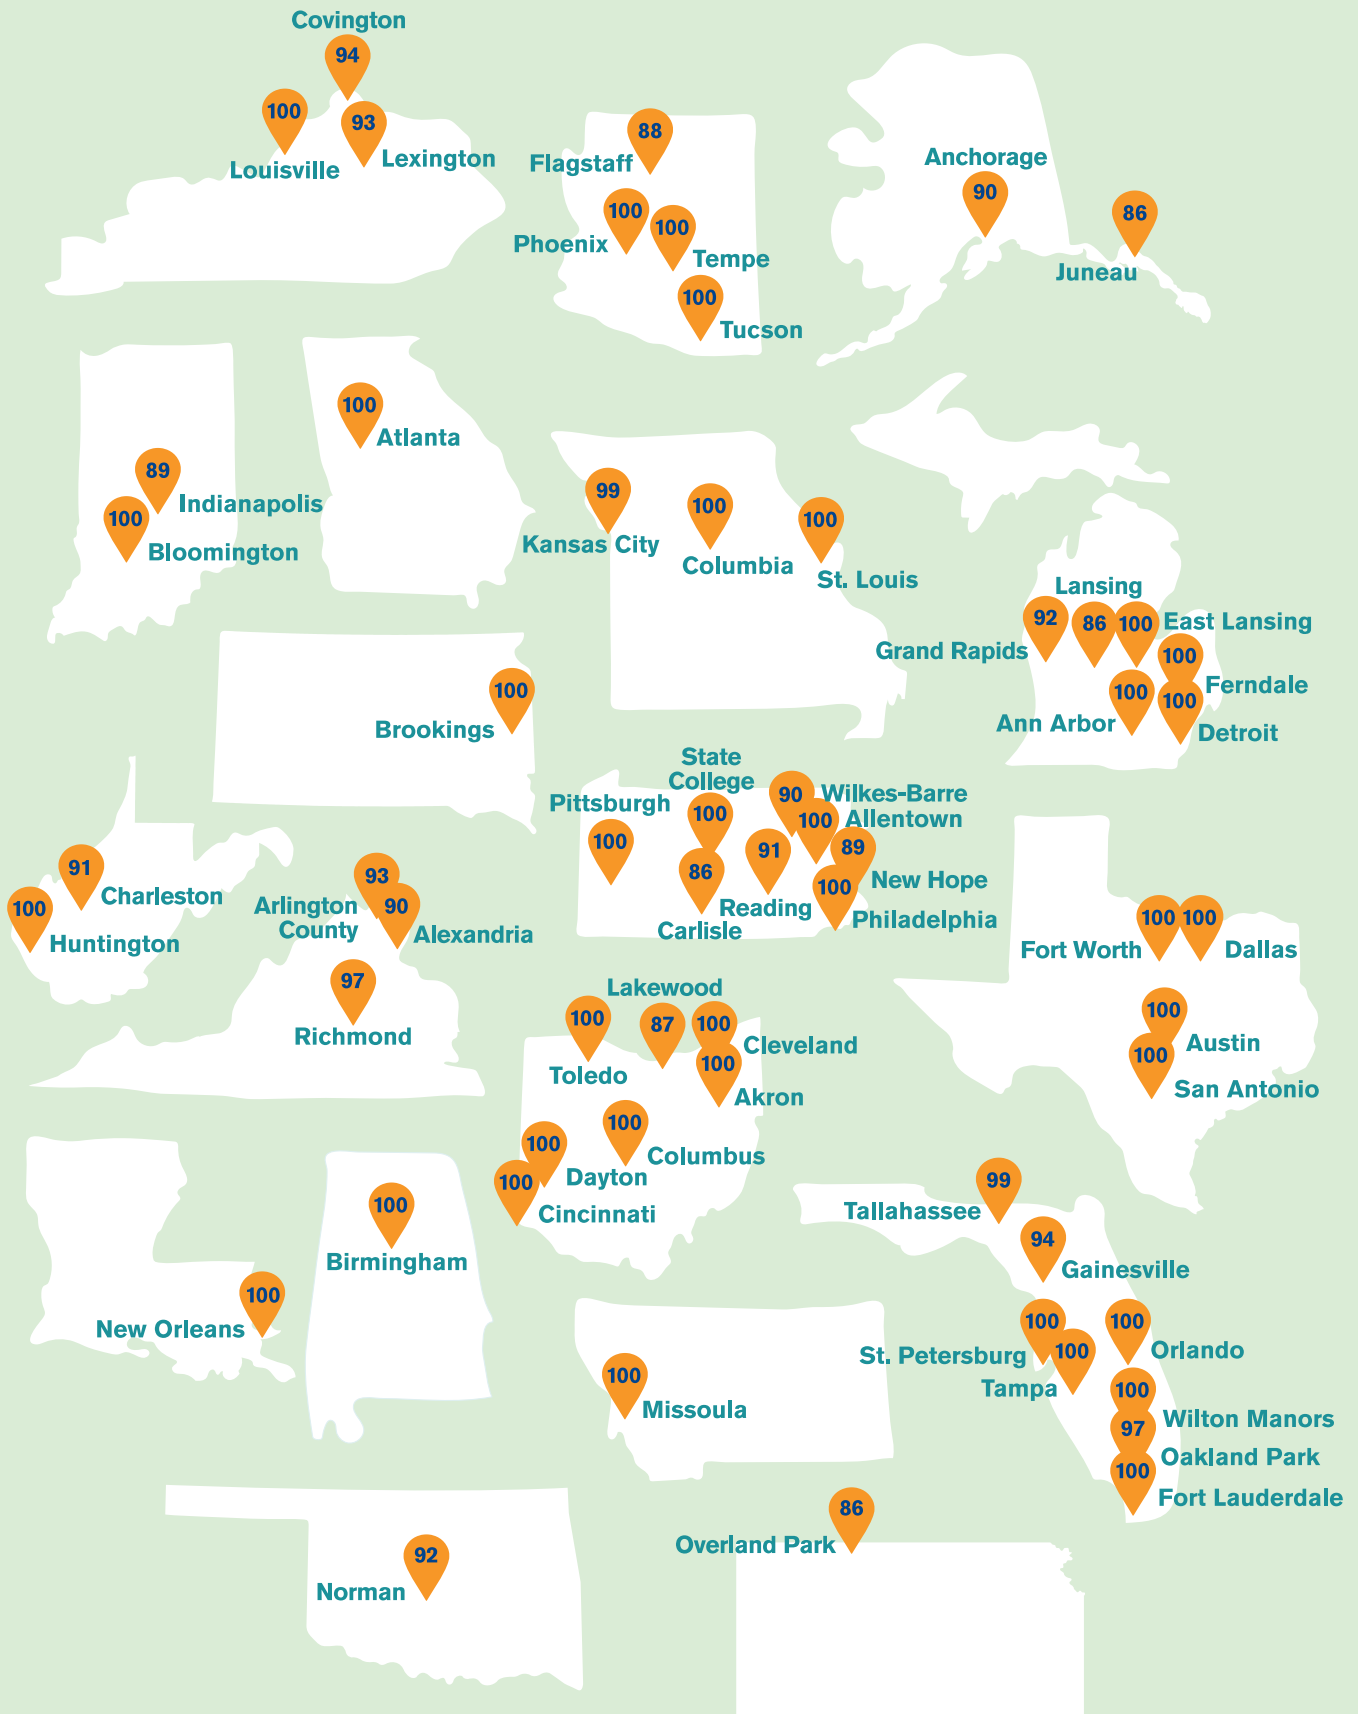 Covington
94
100
Louisville
93
Lexington
88
Flagstaff
100
Phoenix
100
Tempe
100
Tucson
Anchorage
90
86
Juneau
89
Indianapolis
100
Bloomington
100
Atlanta
99
Kansas City
100
Columbia
100
St. Louis
Lansing
92
Grand Rapids
86
100
East Lansing
100
Ferndale
100
Ann Arbor
100
Detroit
100
Brookings
Pittsburgh
100
State
College
100
90
Wilkes-Barre
100
Allentown
86
Carlisle
91
Reading
89
New Hope
100
Philadelphia
91
Charleston
100
Huntington
93
Arlington
County
90
Alexandria
97
Richmond
100
Fort Worth
100
Dallas
100
Austin
100
San Antonio
100
Toledo
Lakewood
87
100
Cleveland
100
Akron
100
Columbus
100
Dayton
100
Cincinnati
100
New Orleans
100
Birmingham
99
Tallahassee
94
Gainesville
100
St. Petersburg
100
Tampa
100
Orlando
100
Wilton Manors
97
Oakland Park
100
Fort Lauderdale
100
Missoula
92
Norman
86
Overland Park